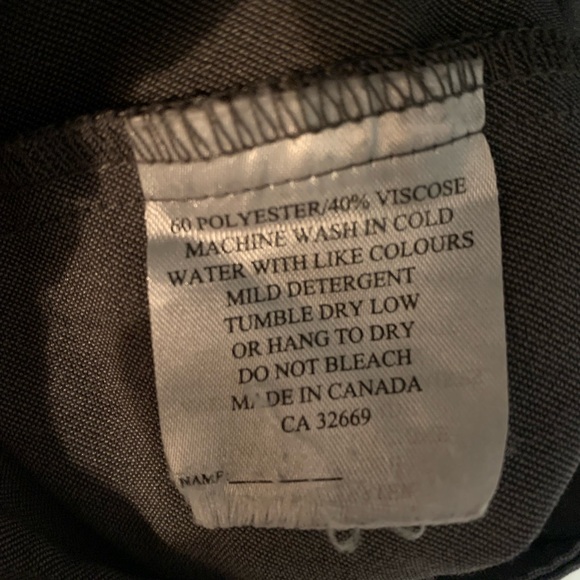 60 POLYESTER/40% VISCOSE
MACHINE WASH IN COLD
WATER WITH LIKE COLOURS
MILD DETERGENT
TUMBLE DRY LOW
OR HANG TO DRY
DO NOT BLEACH
MADE IN CANADA
CA 32669
NAME